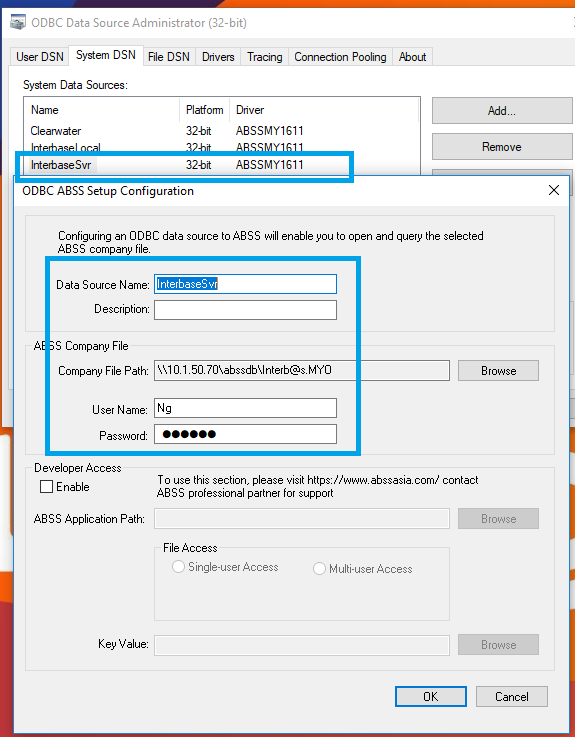 ODBC Data Source Administrator (32-bit)
User DSN System DSN File DSN Drivers Tracing Connection Pooling About
System Data Sources:
Name Platform Driver
Clearwater 32-bit ABSSMY1611
InterbaseLocal 32-bit ABSSMY1611
InterbaseSvr 32-bit ABSSMY1611
Add...
Remove
ODBC ABSS Setup Configuration
Configuring an ODBC data source to ABSS will enable you to open and query the selected
ABSS company file.
Data Source Name: InterbaseSvr
Description:
ABSS Company File
Company File Path: \\10.1.50.70\abssdb\Interb@s.MYO Browse
User Name: Ng
Password: ●●●●●●
Developer Access
Enable
To use this section, please visit https://www.abssasia.com/ contact
ABSS professional partner for support
ABSS Application Path: Browse
File Access
Single-user Access Multi-user Access
Key Value: Browse
OK Cancel